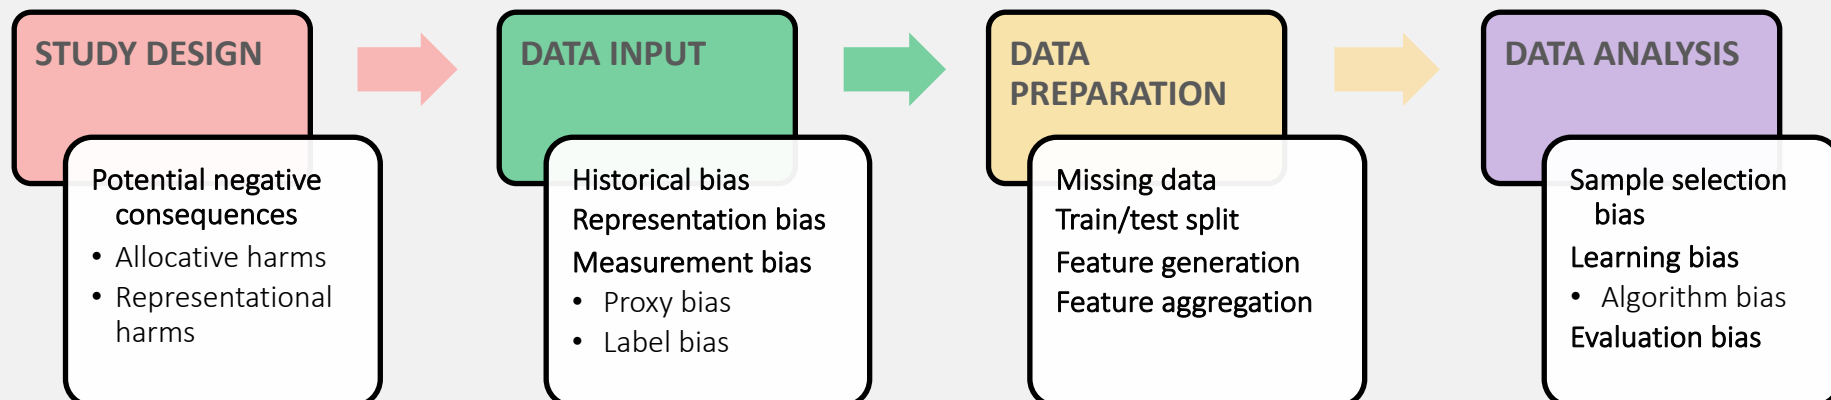 STUDY DESIGN
Potential negative
consequences
• Allocative harms
• Representational
harms
DATA INPUT
Historical bias
Representation bias
Measurement bias
• Proxy bias
• Label bias
DATA
PREPARATION
Missing data
Train/test split
Feature generation
Feature aggregation
DATA ANALYSIS
Sample selection
bias
Learning bias
• Algorithm bias
Evaluation bias